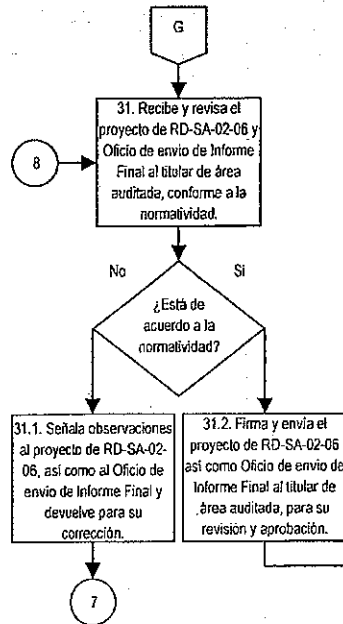 G
31. Recibe y revisa el
proyecto de RD-SA-02-06 y
Oficio de envio de Informe
Final al titular de área
auditada, conforme a la
normatividad.
8
No
Si
¿Está de
acuerdo a la
normatividad?
31.1. Señala observaciones
al proyecto de RD-SA-02-
06, así como al Oficio de
envio de Informe Final y
devuelve para su
corrección.
31.2. Firma y envía el
proyecto de RD-SA-02-06
así como Oficio de envio de
Informe Final al titular de
área auditada, para su
revisión y aprobación.
7